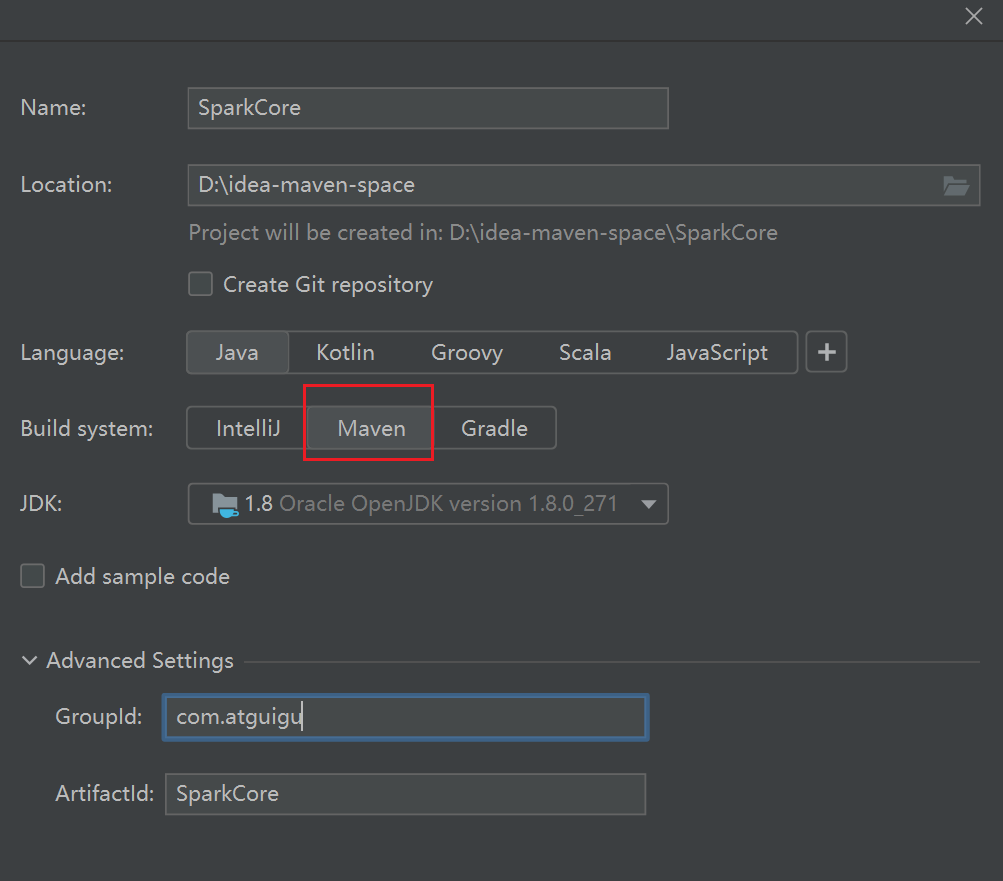 Name: SparkCore
Location: D:\idea-maven-space
Project will be created in: D:\idea-maven-space\SparkCore
Create Git repository
Language: Java Kotlin Groovy Scala JavaScript +
Build system: IntelliJ Maven Gradle
JDK: 1.8 Oracle OpenJDK version 1.8.0_271
Add sample code
Advanced Settings
GroupId: com.atguigu
ArtifactId: SparkCore